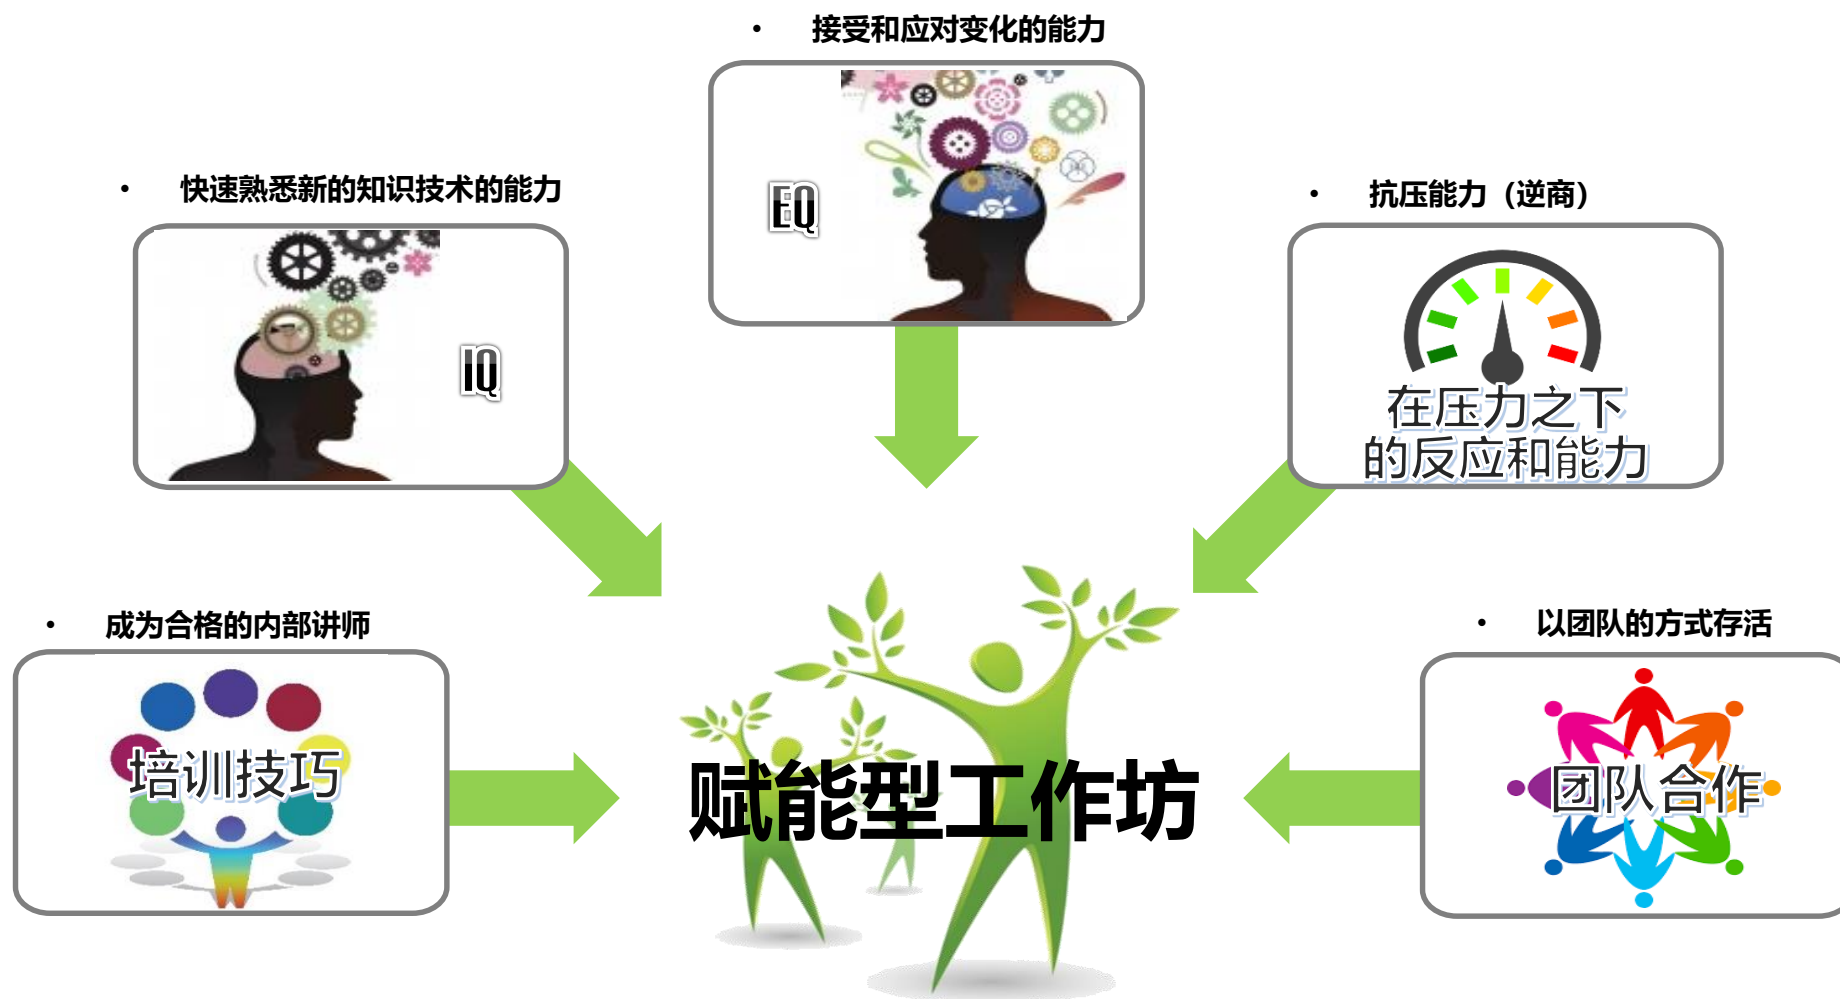 • 接受和应对变化的能力
EQ
• 快速熟悉新的知识技术的能力
IQ
• 抗压能力（逆商）
在压力之下
的反应和能力
• 成为合格的内部讲师
培训技巧
• 以团队的方式存活
团队合作
赋能型工作坊